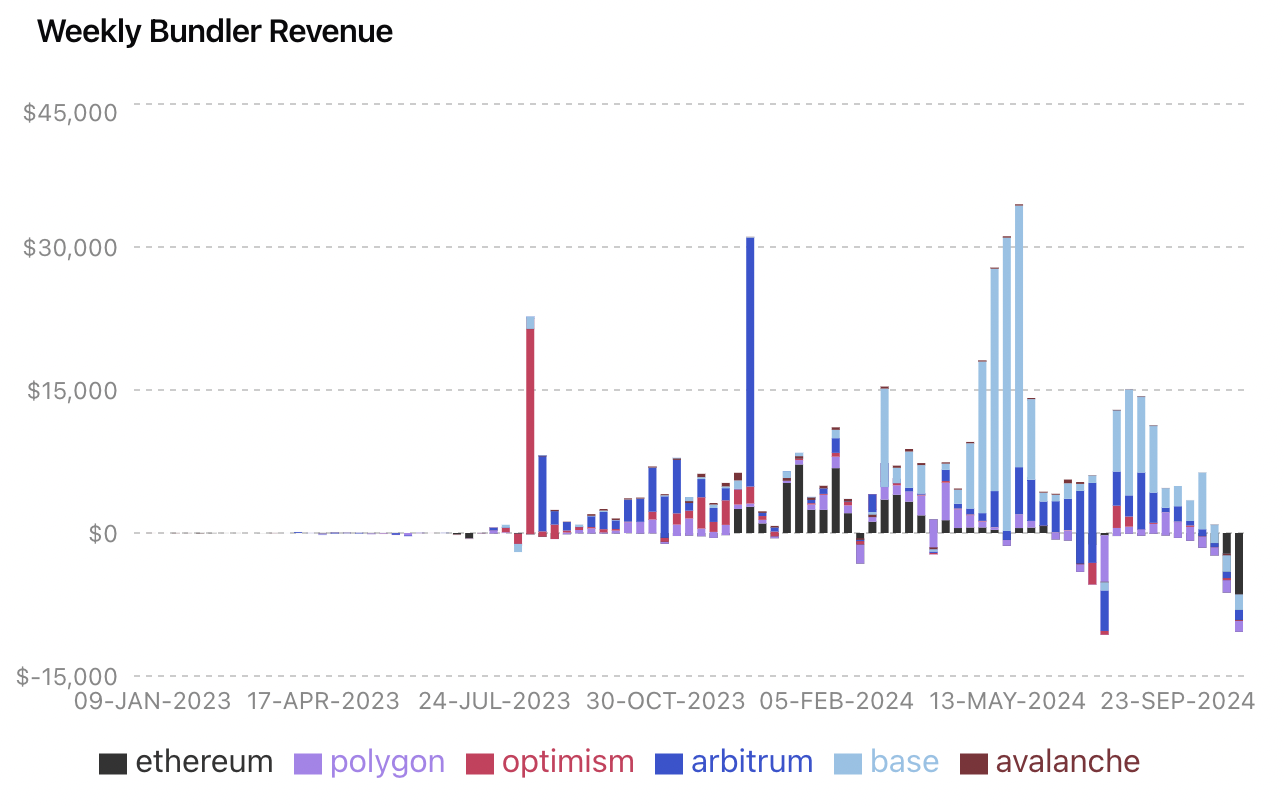 Weekly Bundler Revenue
$45,000
$30,000
$15,000
$0
$-15,000
09-JAN-2023 17-APR-2023 24-JUL-2023 30-OCT-2023 05-FEB-2024 13-MAY-2024 23-SEP-2024
ethereum polygon optimism arbitrum base avalanche